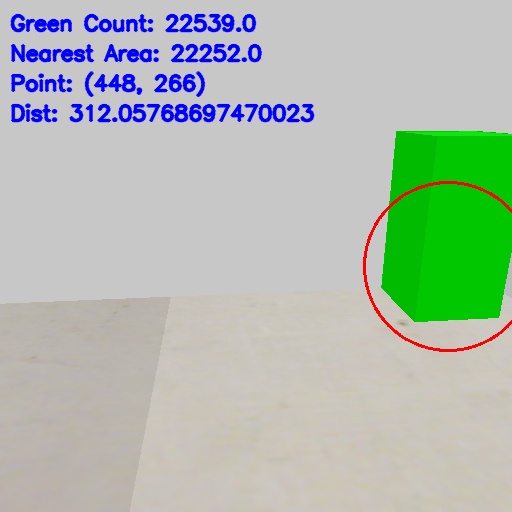 Green Count: 22539.0
Nearest Area: 22252.0
Point: (448, 266)
Dist: 312.05768697470023